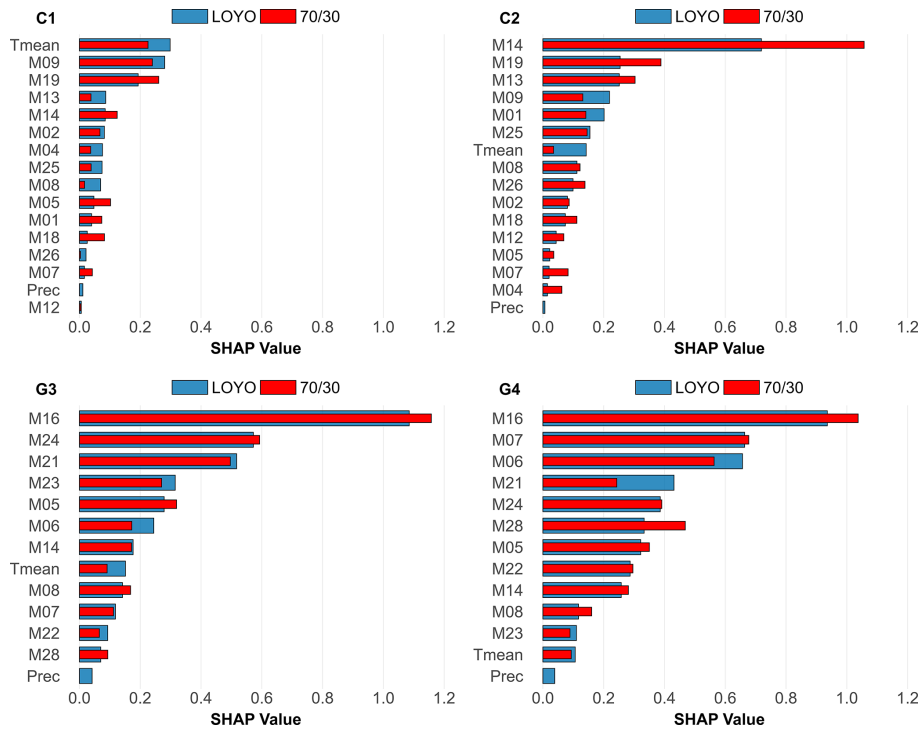 C1 LOYO 70/30
Tmean
M09
M19
M13
M14
M02
M04
M25
M08
M05
M01
M18
M26
M07
Prec
M12
0.0 0.2 0.4 0.6 0.8 1.0 1.2
SHAP Value
C2 LOYO 70/30
M14
M19
M13
M09
M01
M25
Tmean
M08
M26
M02
M18
M12
M05
M07
M04
Prec
0.0 0.2 0.4 0.6 0.8 1.0 1.2
SHAP Value
G3 LOYO 70/30
M16
M24
M21
M23
M05
M06
M14
Tmean
M08
M07
M22
M28
Prec
0.0 0.2 0.4 0.6 0.8 1.0 1.2
SHAP Value
G4 LOYO 70/30
M16
M07
M06
M21
M24
M28
M05
M22
M14
M08
M23
Tmean
Prec
0.0 0.2 0.4 0.6 0.8 1.0 1.2
SHAP Value